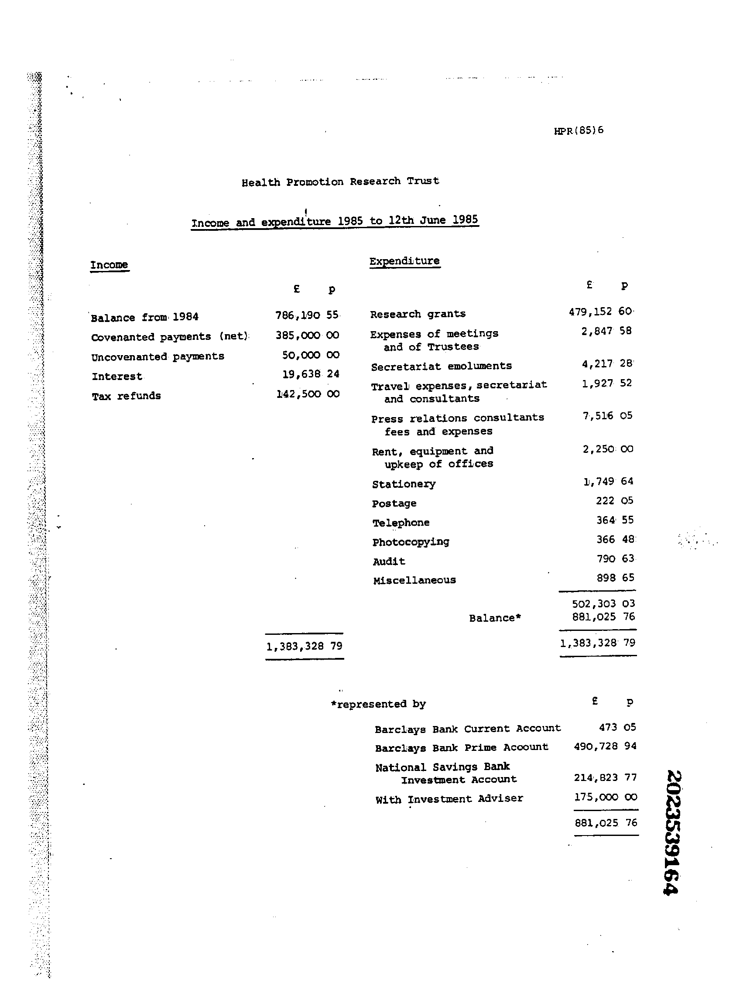 HPR(85)6
Health Promotion Research Trust
Income and expenditure 1985 to 12th June 1985
Income
£ p
Balance from 1984 786,190 55
Covenanted payments (net) 385,000 00
Uncovenanted payments 50,000 00
Interest 19,638 24
Tax refunds 142,500 00
1,383,328 79
Expenditure
£ p
Research grants 479,152 60
Expenses of meetings
and of Trustees 2,847 58
Secretariat emoluments 4,217 28
Travel expenses, secretariat
and consultants 1,927 52
Press relations consultants
fees and expenses 7,516 05
Rent, equipment and
upkeep of offices 2,250 00
Stationery 1,749 64
Postage 222 05
Telephone 364 55
Photocopying 366 48
Audit 790 63
Miscellaneous 898 65
502,303 03
Balance* 881,025 76
1,383,328 79
*represented by £ p
Barclays Bank Current Account 473 05
Barclays Bank Prime Account 490,728 94
National Savings Bank
Investment Account 214,823 77
With Investment Adviser 175,000 00
881,025 76
2023539164